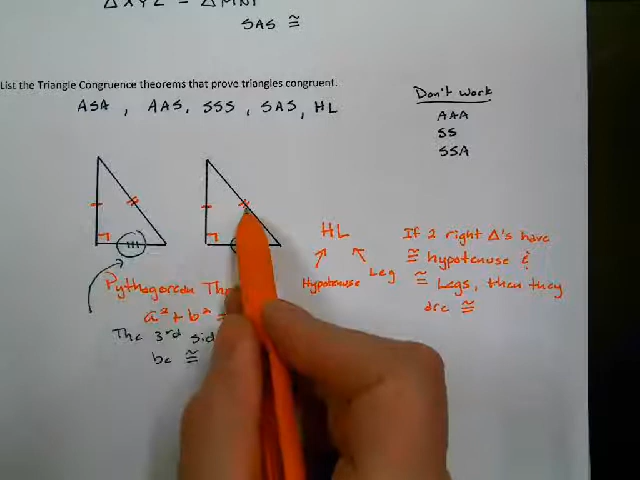 SAS ≅
List the Triangle Congruence theorems that prove triangles congruent.
ASA , AAS, SSS , SAS, HL
Don't Work
AAA
SS
SSA
HL
Hypotenuse
Leg
If 2 right Δ's have
≅ hypotenuse &
≅ Legs, then they
are ≅
Pythagorean
a² + b² =
The 3rd
be ≅